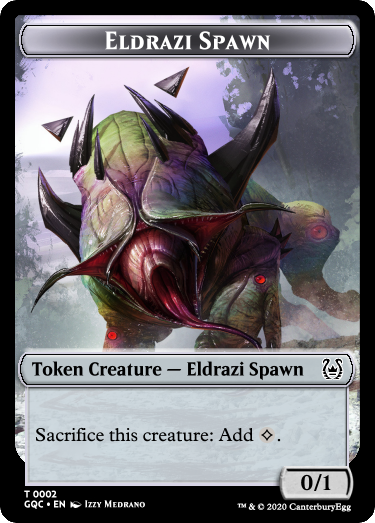 Eldrazi Spawn
Token Creature — Eldrazi Spawn
Sacrifice this creature: Add .
0/1
T 0002
GQC • EN Izzy Medrano
™ & © 2020 CanterburyEgg